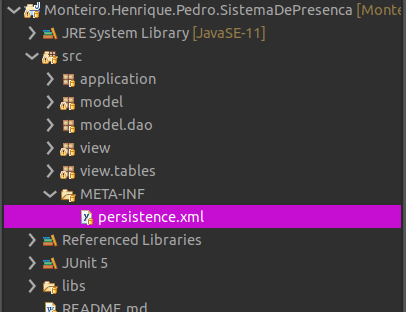 Monteiro.Henrique.Pedro.SistemaDePresenca [Monte
JRE System Library [JavaSE-11]
src
application
model
model.dao
view
view.tables
META-INF
persistence.xml
Referenced Libraries
JUnit 5
libs
README.md